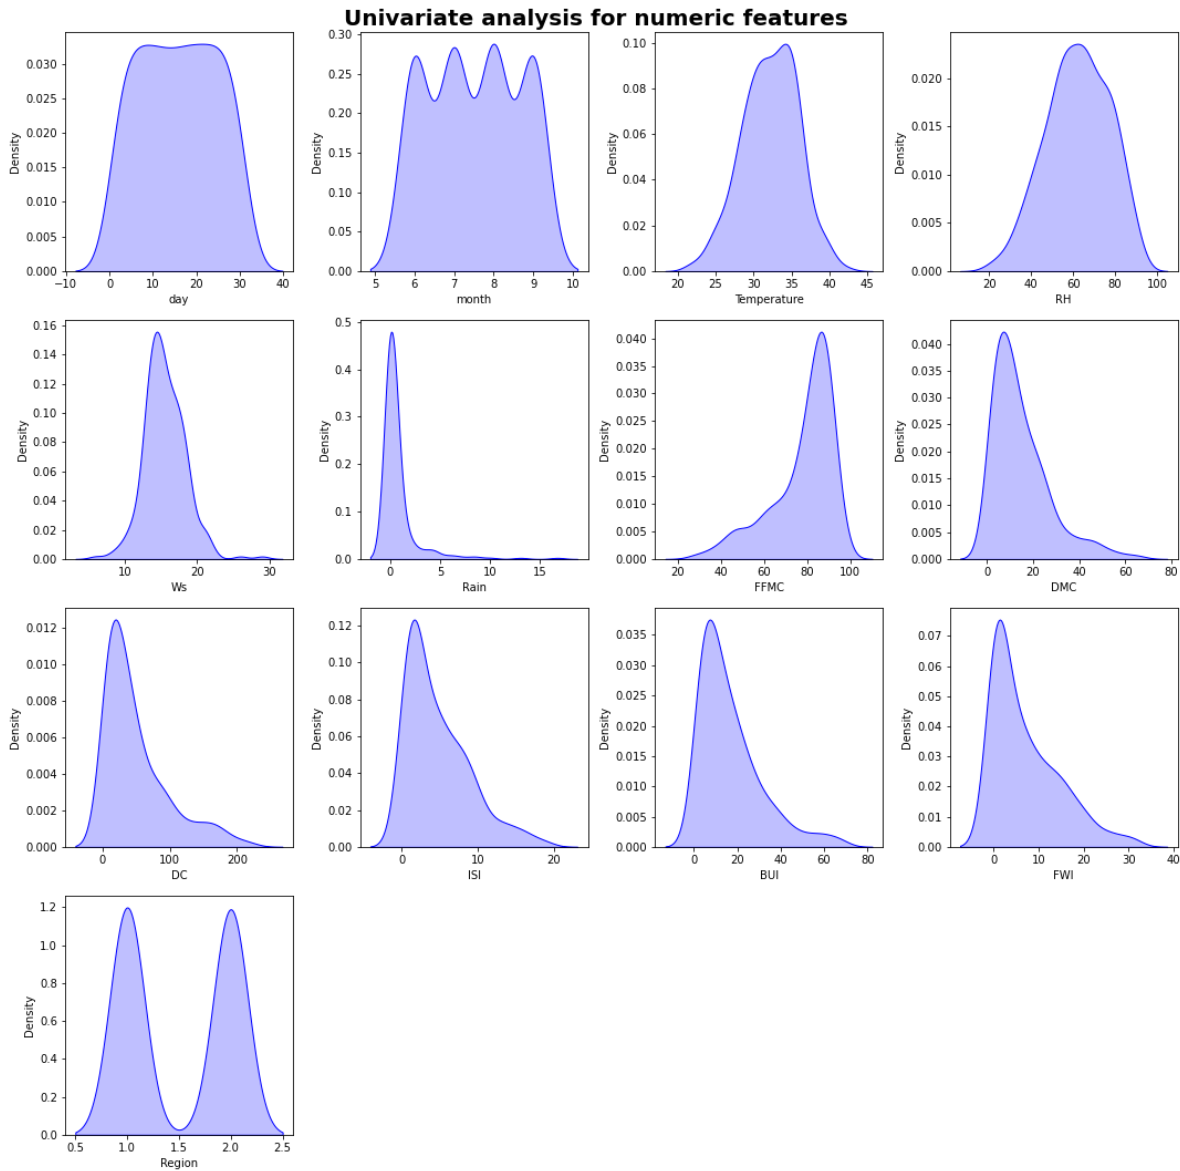 Univariate analysis for numeric features
0.030
0.025
0.020
0.015
0.010
0.005
0.000
Density
−10 0 10 20 30 40
day
0.30
0.25
0.20
0.15
0.10
0.05
0.00
Density
5 6 7 8 9 10
month
0.10
0.08
0.06
0.04
0.02
0.00
Density
20 25 30 35 40 45
Temperature
0.020
0.015
0.010
0.005
0.000
Density
20 40 60 80 100
RH
0.16
0.14
0.12
0.10
0.08
0.06
0.04
0.02
0.00
Density
10 20 30
Ws
0.5
0.4
0.3
0.2
0.1
0.0
Density
0 5 10 15
Rain
0.040
0.035
0.030
0.025
0.020
0.015
0.010
0.005
0.000
Density
20 40 60 80 100
FFMC
0.040
0.035
0.030
0.025
0.020
0.015
0.010
0.005
0.000
Density
0 20 40 60 80
DMC
0.012
0.010
0.008
0.006
0.004
0.002
0.000
Density
0 100 200
DC
0.12
0.10
0.08
0.06
0.04
0.02
0.00
Density
0 10 20
ISI
0.035
0.030
0.025
0.020
0.015
0.010
0.005
0.000
Density
0 20 40 60 80
BUI
0.07
0.06
0.05
0.04
0.03
0.02
0.01
0.00
Density
0 10 20 30 40
FWI
1.2
1.0
0.8
0.6
0.4
0.2
0.0
Density
0.5 1.0 1.5 2.0 2.5
Region